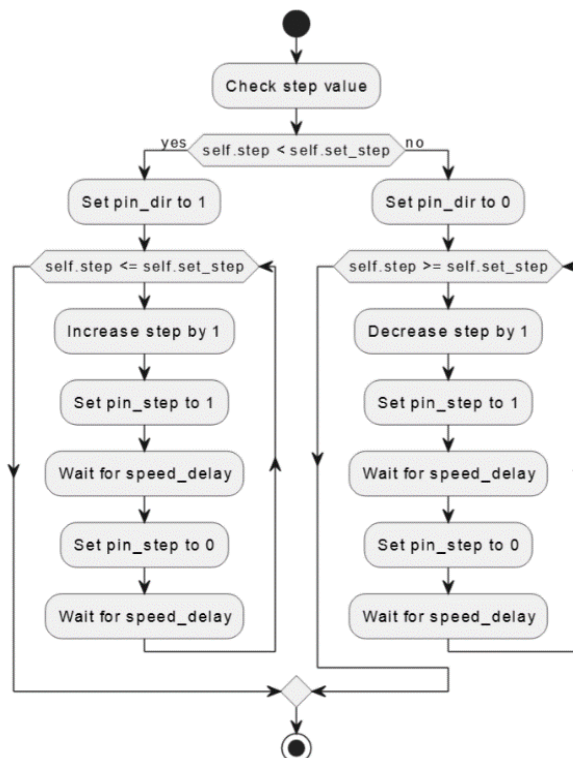 Check step value
yes
self.step < self.set_step
no
Set pin_dir to 1
self.step <= self.set_step
Increase step by 1
Set pin_step to 1
Wait for speed_delay
Set pin_step to 0
Wait for speed_delay
Set pin_dir to 0
self.step >= self.set_step
Decrease step by 1
Set pin_step to 1
Wait for speed_delay
Set pin_step to 0
Wait for speed_delay